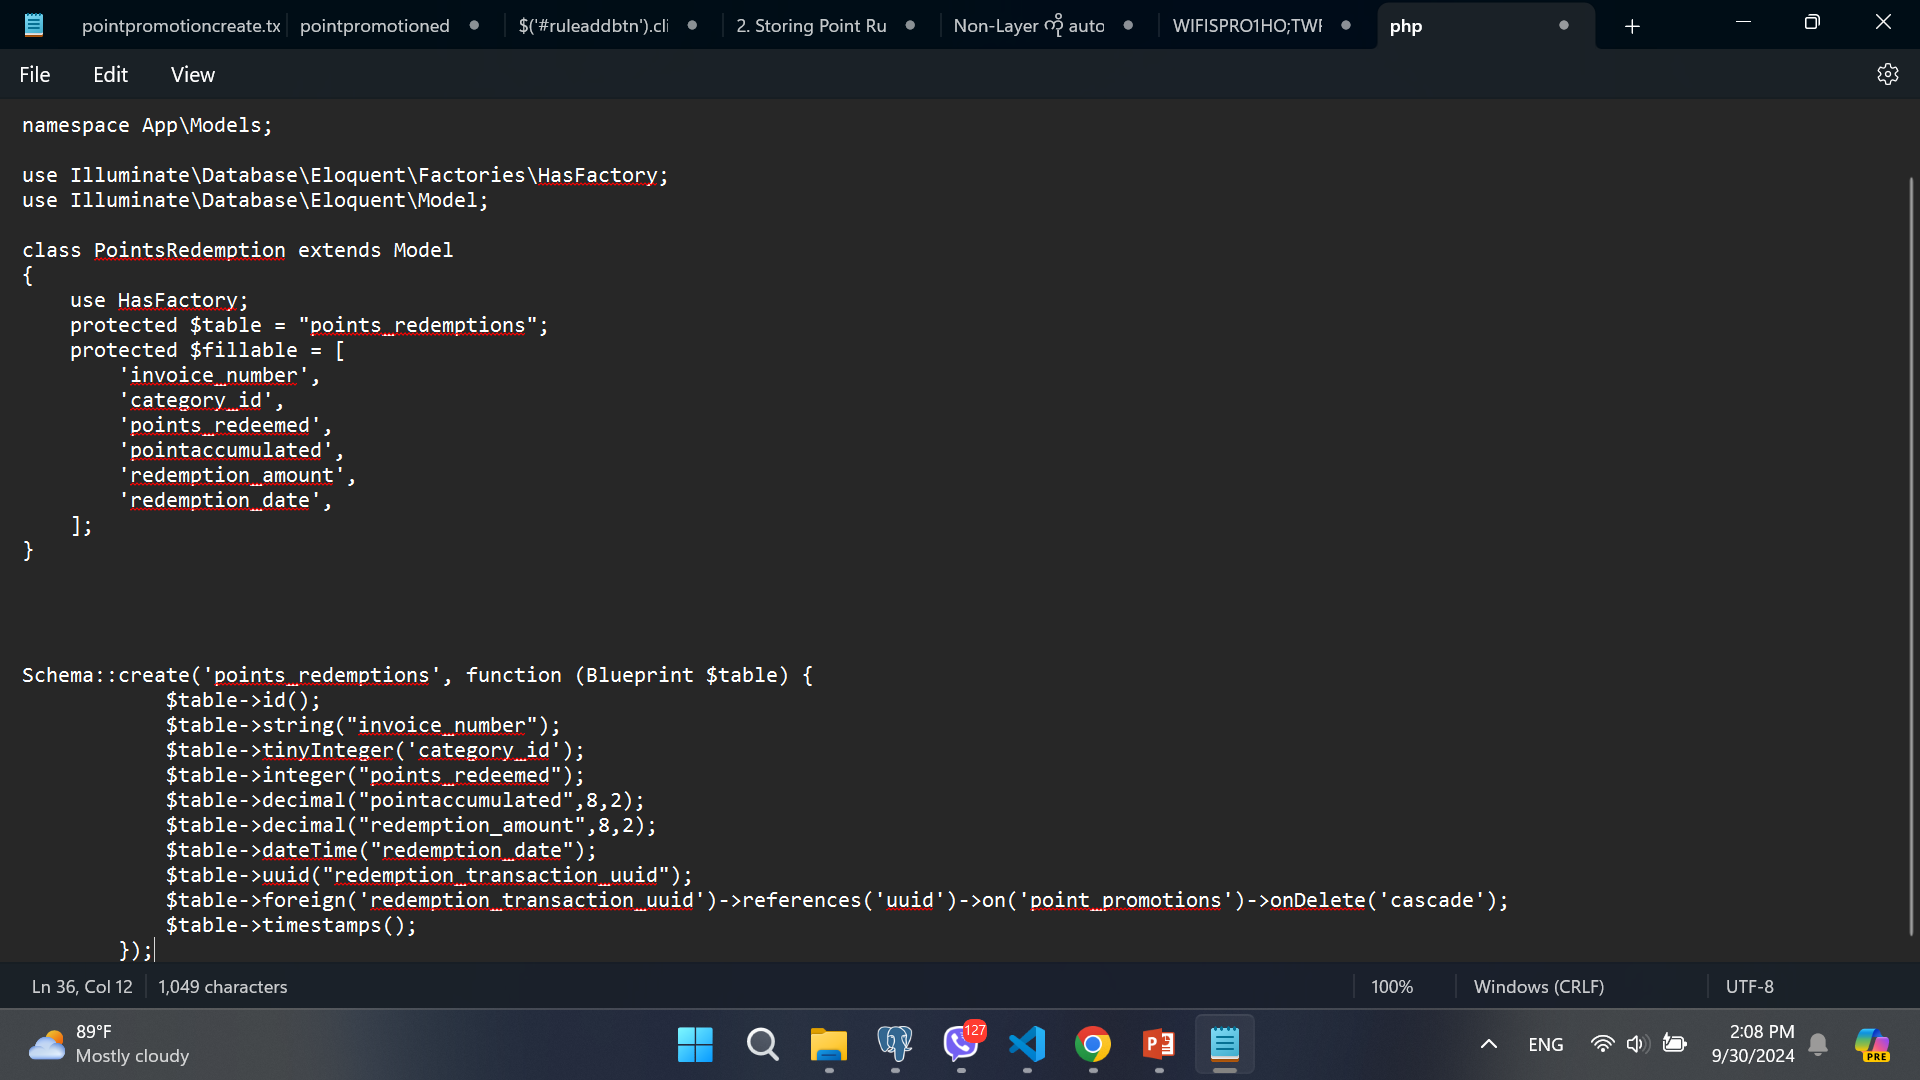 pointpromotioncreate.tx
pointpromotioned
$('#ruleaddbtn').cli
2. Storing Point Ru
Non-Layer ကို auto
WIFISPRO1HO;TWF
php
File
Edit
View
namespace App\Models;
use Illuminate\Database\Eloquent\Factories\HasFactory;
use Illuminate\Database\Eloquent\Model;
class PointsRedemption extends Model
{
use HasFactory;
protected $table = "points_redemptions";
protected $fillable = [
'invoice_number',
'category_id',
'points_redeemed',
'pointaccumulated',
'redemption_amount',
'redemption_date',
];
}
Schema::create('points_redemptions', function (Blueprint $table) {
$table->id();
$table->string("invoice_number");
$table->tinyInteger('category_id');
$table->integer("points_redeemed");
$table->decimal("pointaccumulated",8,2);
$table->decimal("redemption_amount",8,2);
$table->dateTime("redemption_date");
$table->uuid("redemption_transaction_uuid");
$table->foreign('redemption_transaction_uuid')->references('uuid')->on('point_promotions')->onDelete('cascade');
$table->timestamps();
});
Ln 36, Col 12
1,049 characters
100%
Windows (CRLF)
UTF-8
89°F
Mostly cloudy
127
ENG
2:08 PM
9/30/2024
PRE